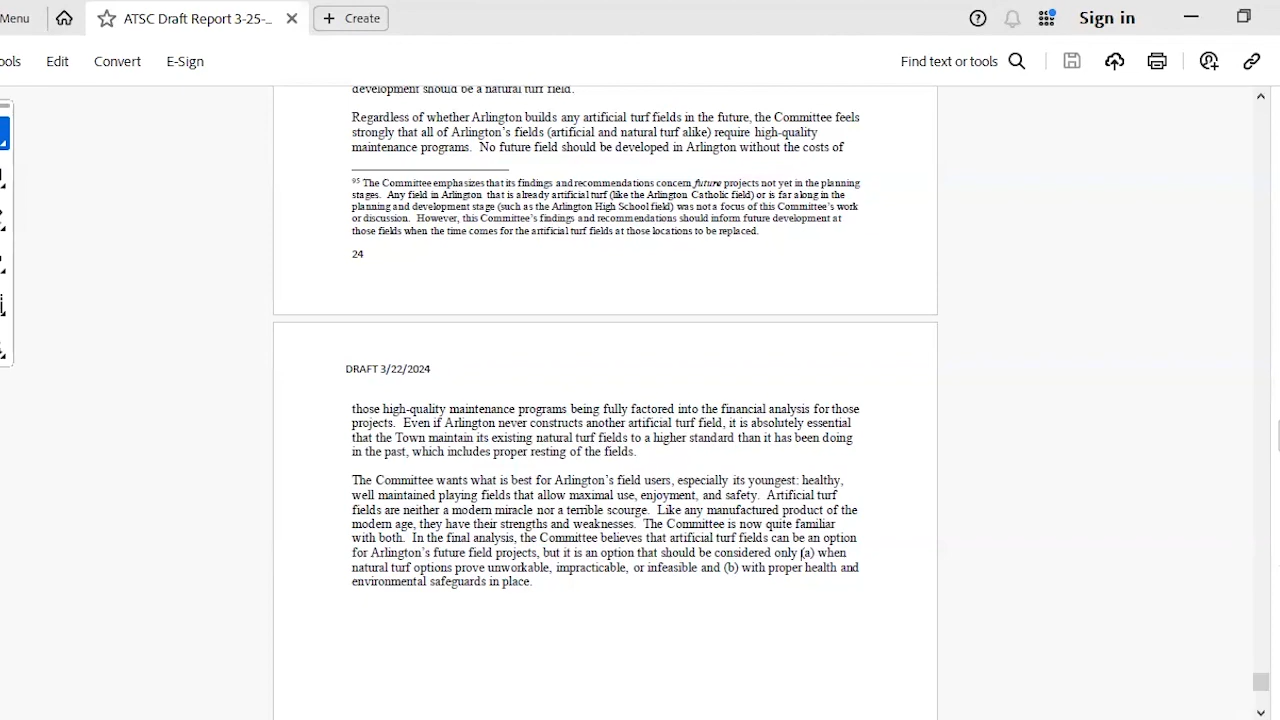 Menu
ATSC Draft Report 3-25-...
Create
Sign in
ols
Edit
Convert
E-Sign
Find text or tools
development should be a natural turf field.
Regardless of whether Arlington builds any artificial turf fields in the future, the Committee feels
strongly that all of Arlington's fields (artificial and natural turf alike) require high-quality
maintenance programs. No future field should be developed in Arlington without the costs of
95 The Committee emphasizes that its findings and recommendations concern future projects not yet in the planning
stages. Any field in Arlington that is already artificial turf (like the Arlington Catholic field) or is far along in the
planning and development stage (such as the Arlington High School field) was not a focus of this Committee's work
or discussion. However, this Committee's findings and recommendations should inform future development at
those fields when the time comes for the artificial turf fields at those locations to be replaced.
24
DRAFT 3/22/2024
those high-quality maintenance programs being fully factored into the financial analysis for those
projects. Even if Arlington never constructs another artificial turf field, it is absolutely essential
that the Town maintain its existing natural turf fields to a higher standard than it has been doing
in the past, which includes proper resting of the fields.
The Committee wants what is best for Arlington's field users, especially its youngest: healthy,
well maintained playing fields that allow maximal use, enjoyment, and safety. Artificial turf
fields are neither a modern miracle nor a terrible scourge. Like any manufactured product of the
modern age, they have their strengths and weaknesses. The Committee is now quite familiar
with both. In the final analysis, the Committee believes that artificial turf fields can be an option
for Arlington's future field projects, but it is an option that should be considered only (a) when
natural turf options prove unworkable, impracticable, or infeasible and (b) with proper health and
environmental safeguards in place.